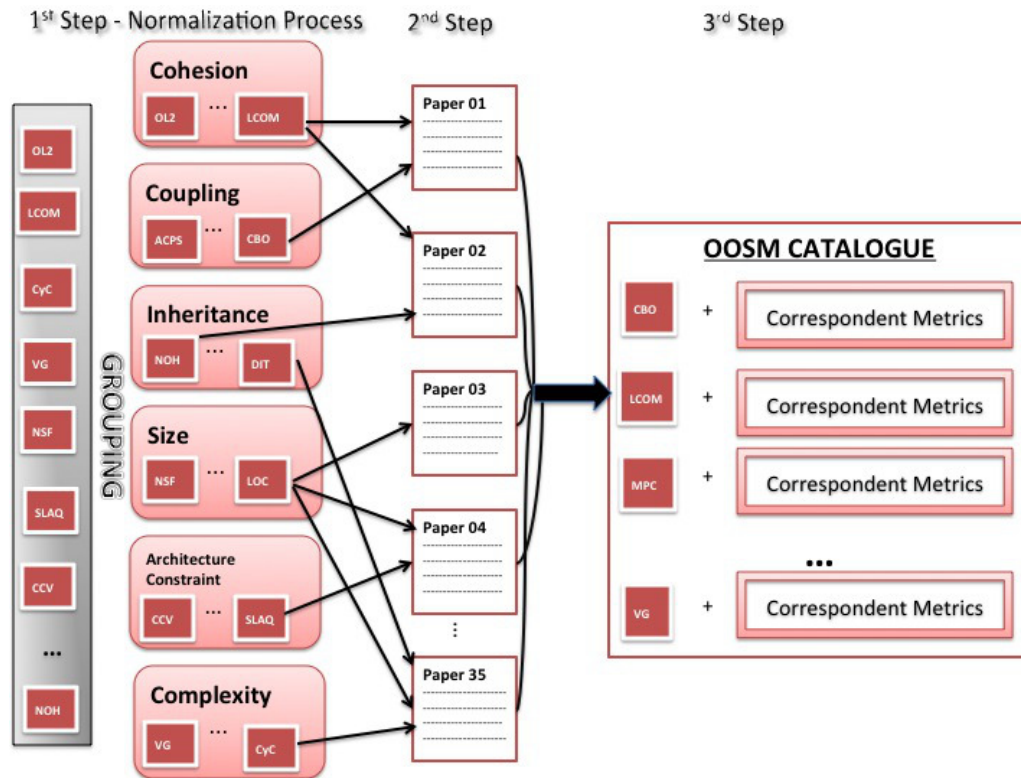 1st Step - Normalization Process
2nd Step
3rd Step
OL2
LCOM
CyC
VG
NSF
SLAQ
CCV
...
NOH
GROUPING
Cohesion
OL2 ... LCOM
Coupling
ACPS ... CBO
Inheritance
NOH ... DIT
Size
NSF ... LOC
Architecture
Constraint
CCV ... SLAQ
Complexity
VG ... CyC
Paper 01
Paper 02
Paper 03
Paper 04
...
Paper 35
OOSM CATALOGUE
CBO + Correspondent Metrics
LCOM + Correspondent Metrics
MPC + Correspondent Metrics
...
VG + Correspondent Metrics